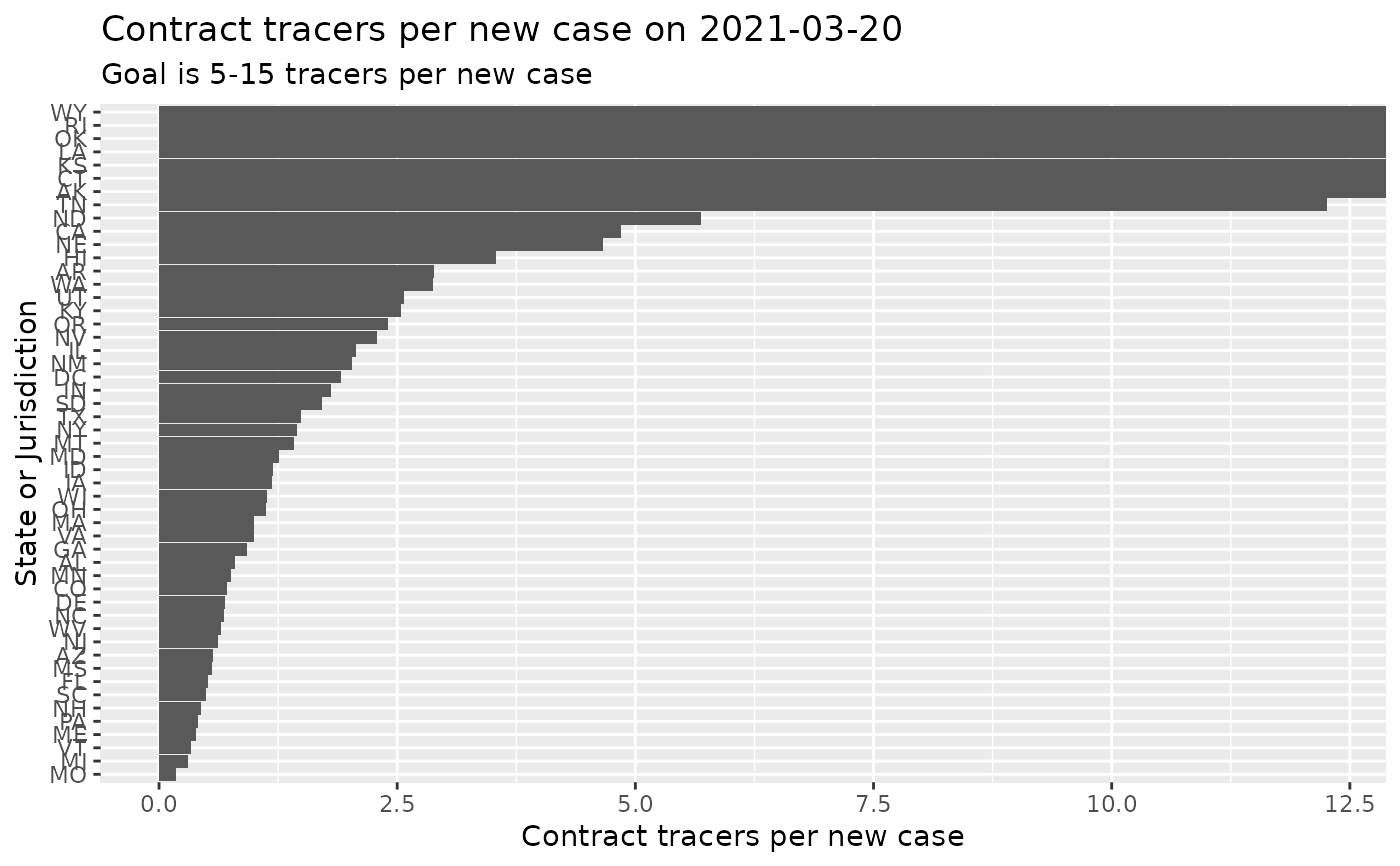 Contract tracers per new case on 2021-03-20
Goal is 5-15 tracers per new case
State or Jurisdiction
WY
RI
OK
LA
KS
CT
AK
TN
ND
CA
NE
HI
AR
WA
UT
KY
OR
NV
IL
NM
DC
IN
SD
TX
NY
MT
MD
ID
IA
WI
OH
MA
VA
GA
AL
MN
CO
DE
NC
WV
NJ
AZ
MS
FL
SC
NH
PA
ME
VT
MI
MO
0.0 2.5 5.0 7.5 10.0 12.5
Contract tracers per new case